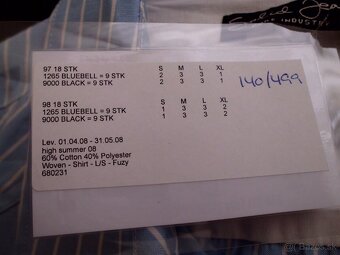 INDUSTRY
97 18 STK S M L XL
1265 BLUEBELL = 9 STK 2 3 3 1
9000 BLACK = 9 STK 2 3 3 1
140/499
98 18 STK S M L XL
1265 BLUEBELL = 9 STK 1 3 3 2
9000 BLACK = 9 STK 1 3 3 2
Lev. 01.04.08 - 31.05.08
high summer 08
60% Cotton 40% Polyester
Woven - Shirt - L/S - Fuzy
680231